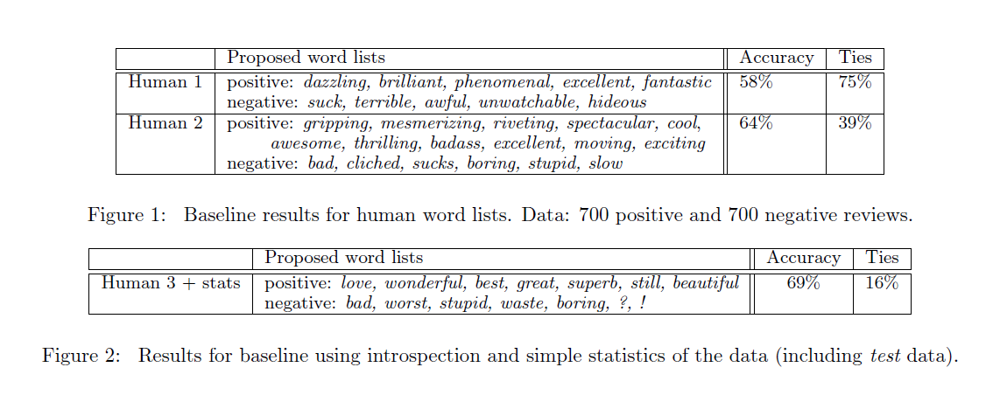 Proposed word lists Accuracy Ties
Human 1 positive: dazzling, brilliant, phenomenal, excellent, fantastic 58% 75%
negative: suck, terrible, awful, unwatchable, hideous
Human 2 positive: gripping, mesmerizing, riveting, spectacular, cool, 64% 39%
awesome, thrilling, badass, excellent, moving, exciting
negative: bad, cliched, sucks, boring, stupid, slow
Figure 1: Baseline results for human word lists. Data: 700 positive and 700 negative reviews.
Proposed word lists Accuracy Ties
Human 3 + stats positive: love, wonderful, best, great, superb, still, beautiful 69% 16%
negative: bad, worst, stupid, waste, boring, ?, !
Figure 2: Results for baseline using introspection and simple statistics of the data (including test data).